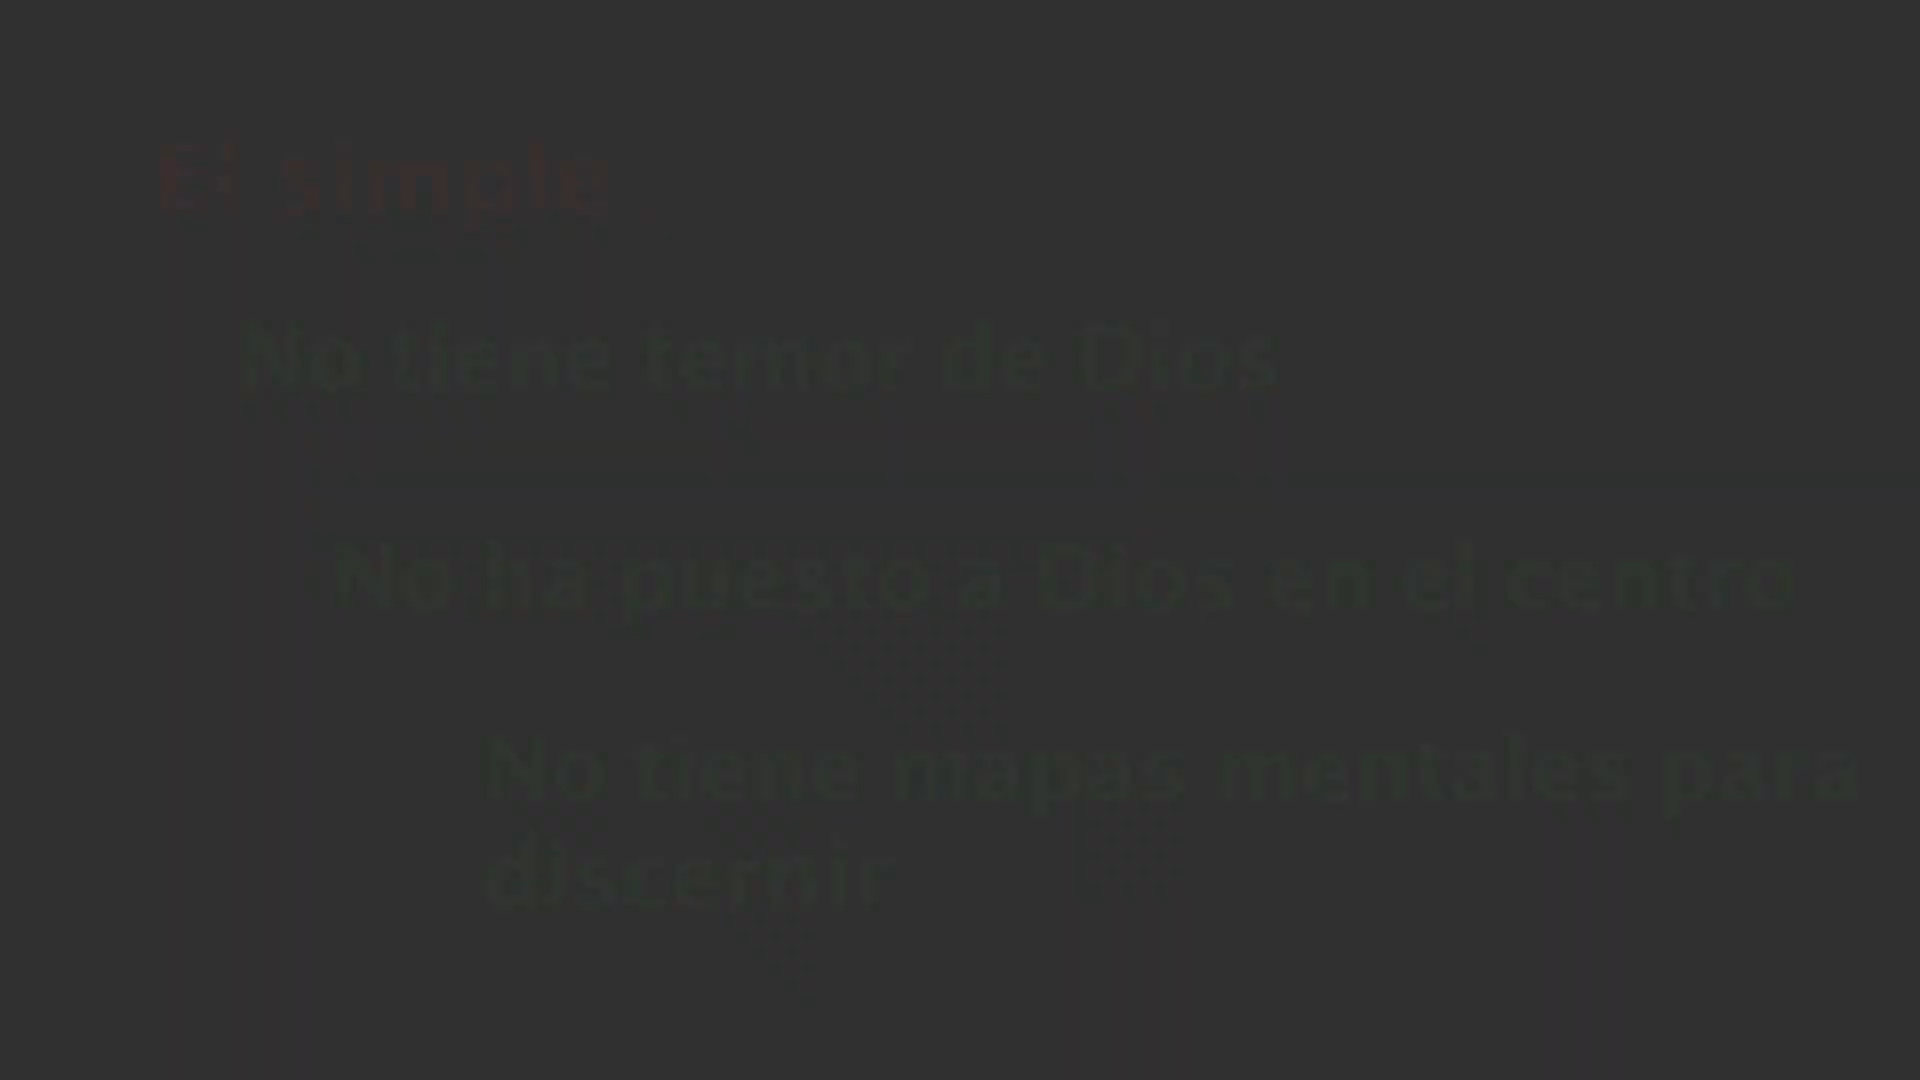 El simple
No tiene temor de Dios
No ha puesto a Dios en el centro
No tiene mapas mentales para
discernir